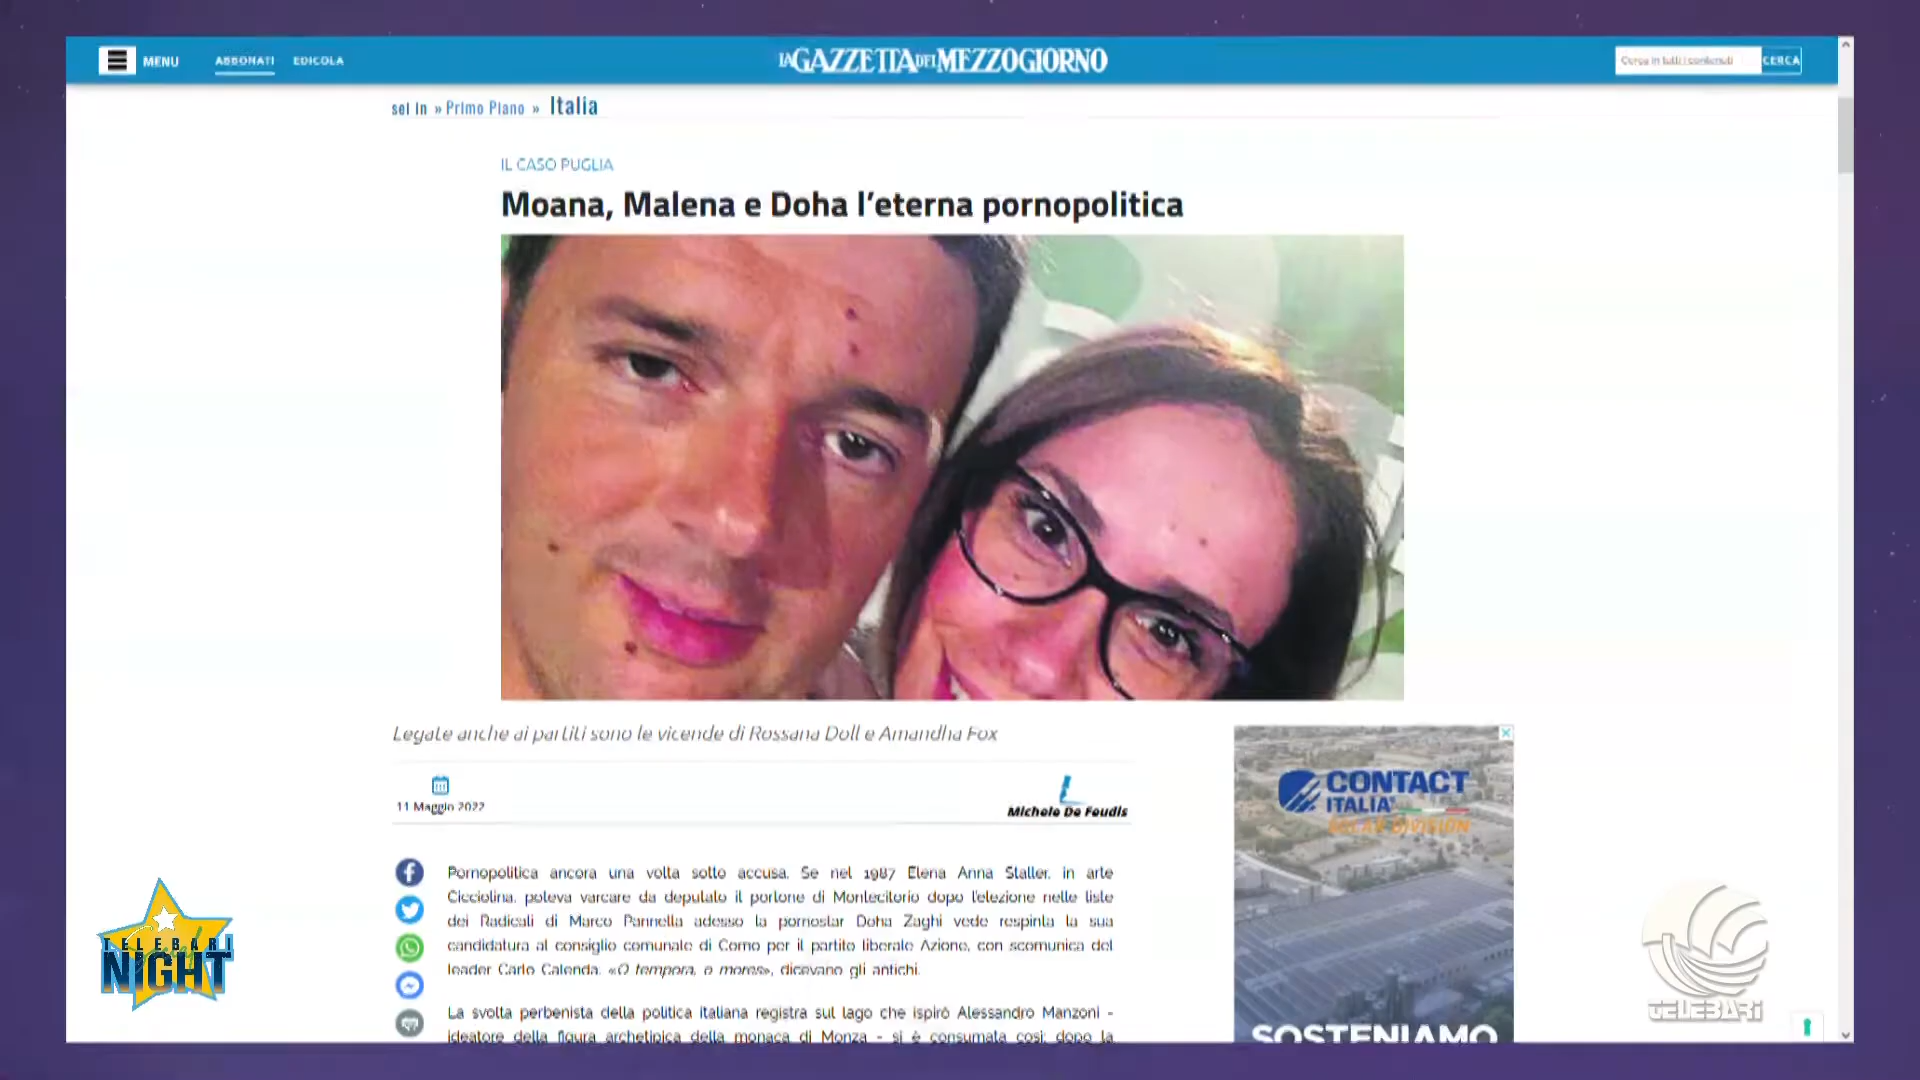 MENU
ABBONATI
EDICOLA
LA GAZZETTA DEL MEZZOGIORNO
Cerca in tutti i contenuti
CERCA
sei in » Primo Piano » Italia
IL CASO PUGLIA
Moana, Malena e Doha l'eterna pornopolitica
Legate anche ai partiti sono le vicende di Rossana Doll e Amandha Fox
11 Maggio 2022
Michele De Feudis
Pornopolitica ancora una volta sotto accusa. Se nel 1987 Elena Anna Staller, in arte
Cicciolina, poteva varcare da deputato il portone di Montecitorio dopo l'elezione nelle liste
dei Radicali di Marco Pannella adesso la pornostar Doha Zaghi vede respinta la sua
candidatura al consiglio comunale di Como per il partito liberale Azione, con scomunica del
leader Carlo Calenda. «O tempora, o mores», dicevano gli antichi.
La svolta perbenista della politica italiana registra sul lago che ispirò Alessandro Manzoni -
ideatore della figura archetipica della monaca di Monza - si è consumata così: dopo la
CONTACT
ITALIA
SOLAR DIVISION
SOSTENIAMO
TELEBARI
NIGHT
TELEBARI